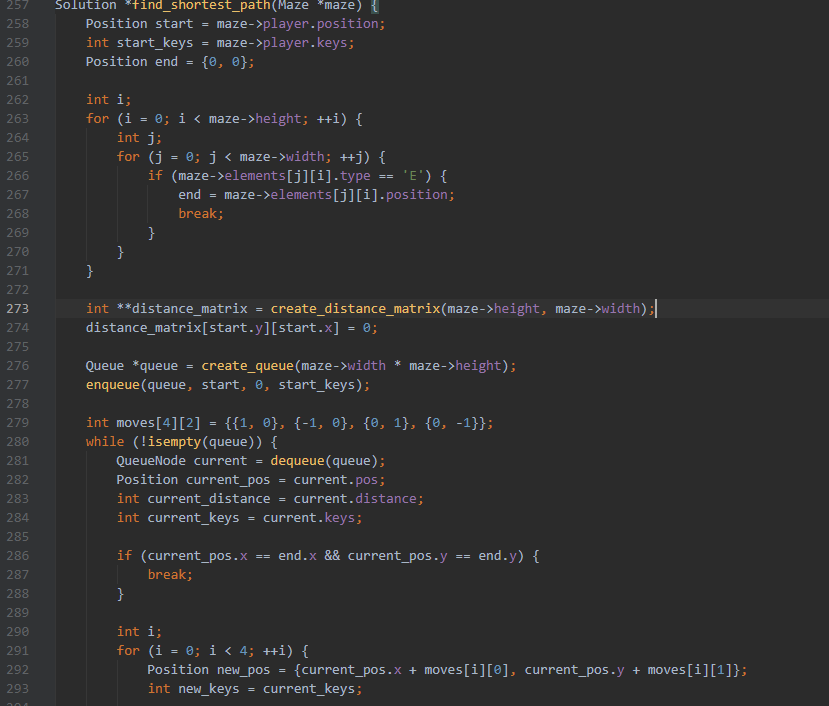 257 Solution *find_shortest_path(Maze *maze) {
258     Position start = maze->player.position;
259     int start_keys = maze->player.keys;
260     Position end = {0, 0};
261
262     int i;
263     for (i = 0; i < maze->height; ++i) {
264         int j;
265         for (j = 0; j < maze->width; ++j) {
266             if (maze->elements[j][i].type == 'E') {
267                 end = maze->elements[j][i].position;
268                 break;
269             }
270         }
271     }
272
273     int **distance_matrix = create_distance_matrix(maze->height, maze->width);
274     distance_matrix[start.y][start.x] = 0;
275
276     Queue *queue = create_queue(maze->width * maze->height);
277     enqueue(queue, start, 0, start_keys);
278
279     int moves[4][2] = {{1, 0}, {-1, 0}, {0, 1}, {0, -1}};
280     while (!isempty(queue)) {
281         QueueNode current = dequeue(queue);
282         Position current_pos = current.pos;
283         int current_distance = current.distance;
284         int current_keys = current.keys;
285
286         if (current_pos.x == end.x && current_pos.y == end.y) {
287             break;
288         }
289
290         int i;
291         for (i = 0; i < 4; ++i) {
292             Position new_pos = {current_pos.x + moves[i][0], current_pos.y + moves[i][1]};
293             int new_keys = current_keys;